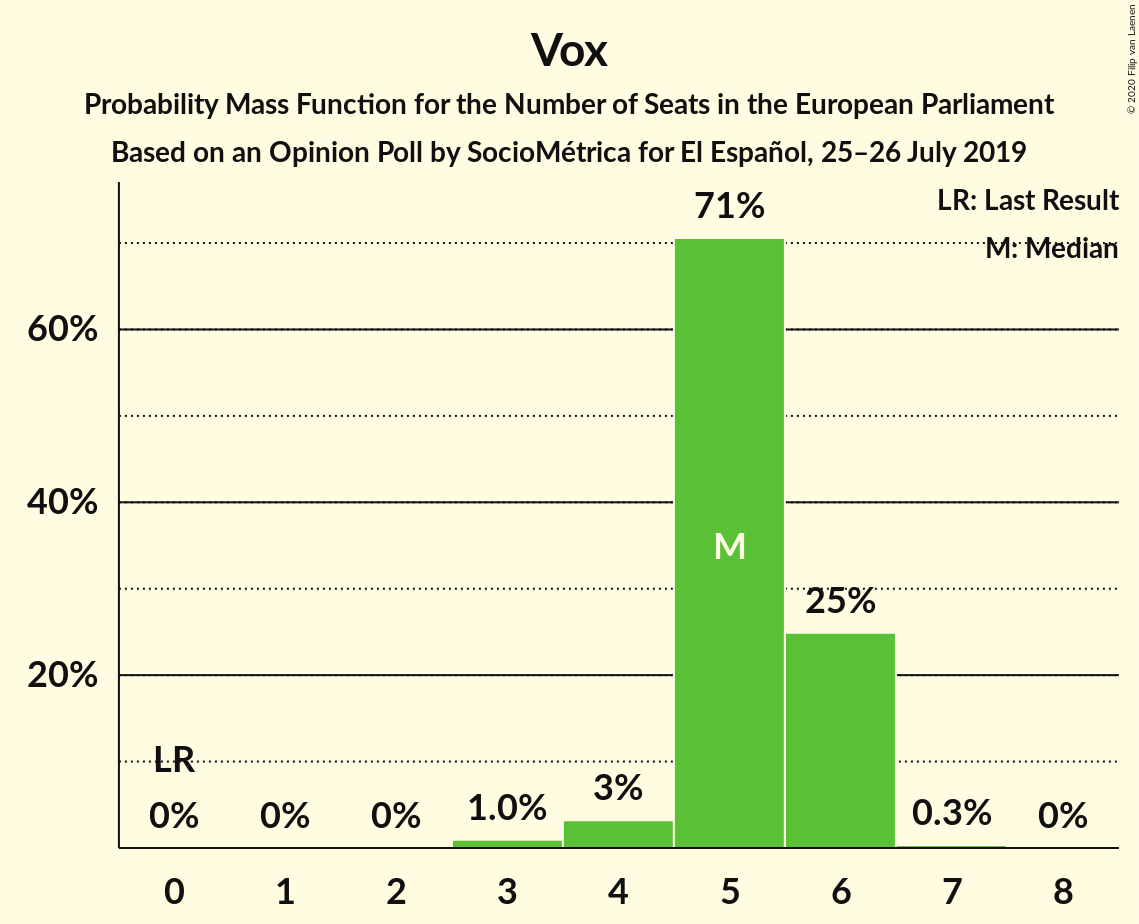 Vox
Probability Mass Function for the Number of Seats in the European Parliament
Based on an Opinion Poll by SocioMétrica for El Español, 25–26 July 2019
© 2020 Filip van Laenen
LR: Last Result
M: Median
71%
60%
40%
M
25%
20%
LR
0% 0% 0% 1.0% 3% 0.3% 0%
0 1 2 3 4 5 6 7 8